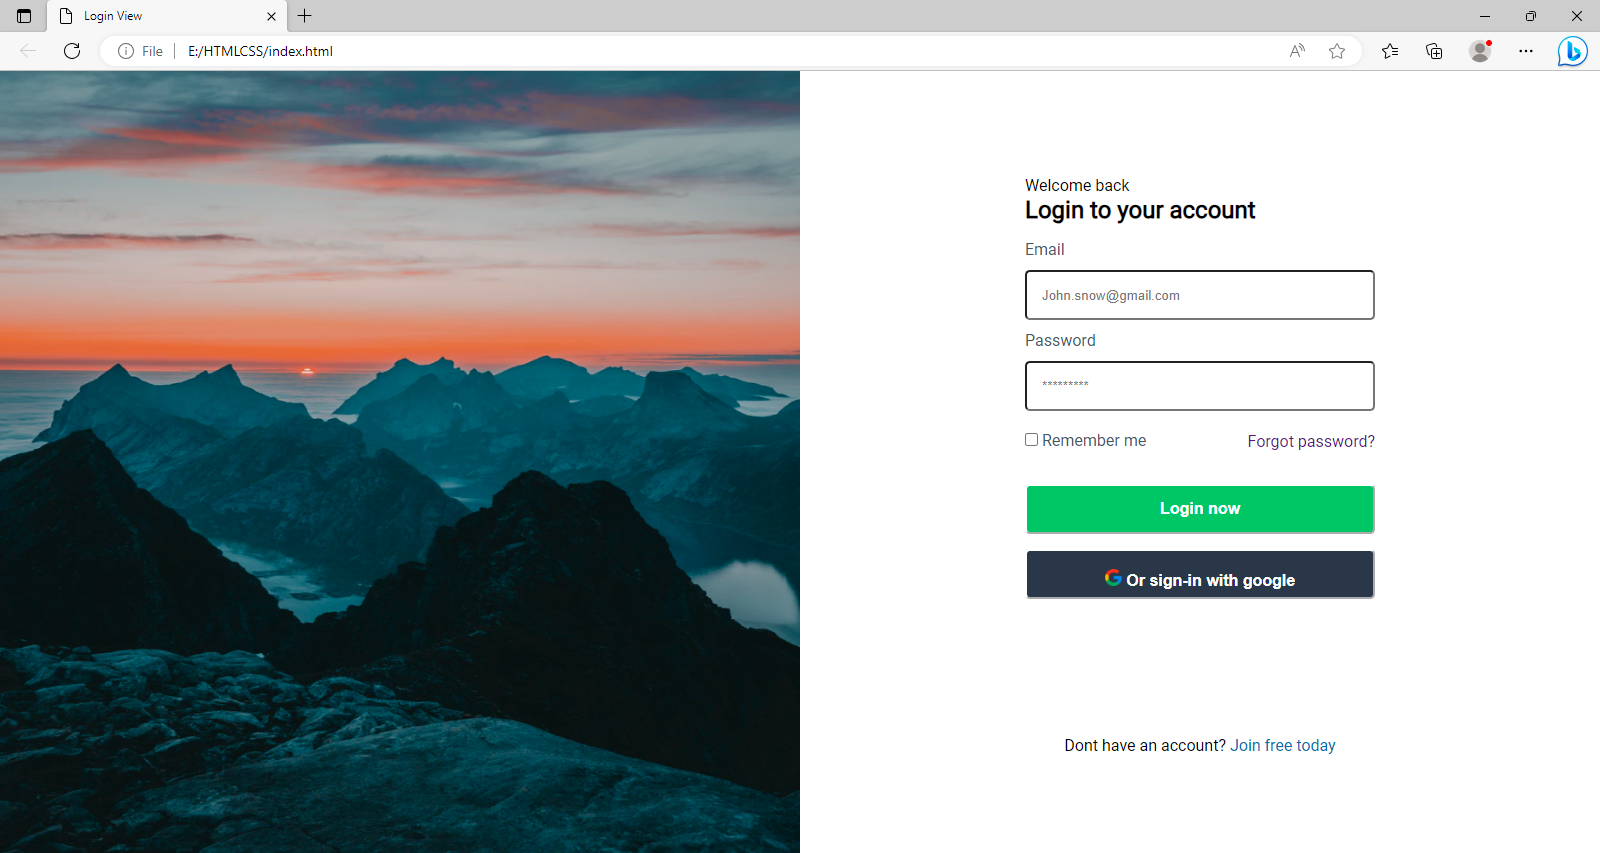 Login View
File
E:/HTMLCSS/index.html
Welcome back
Login to your account
Email
John.snow@gmail.com
Password
*********
Remember me Forgot password?
Login now
Or sign-in with google
Dont have an account? Join free today